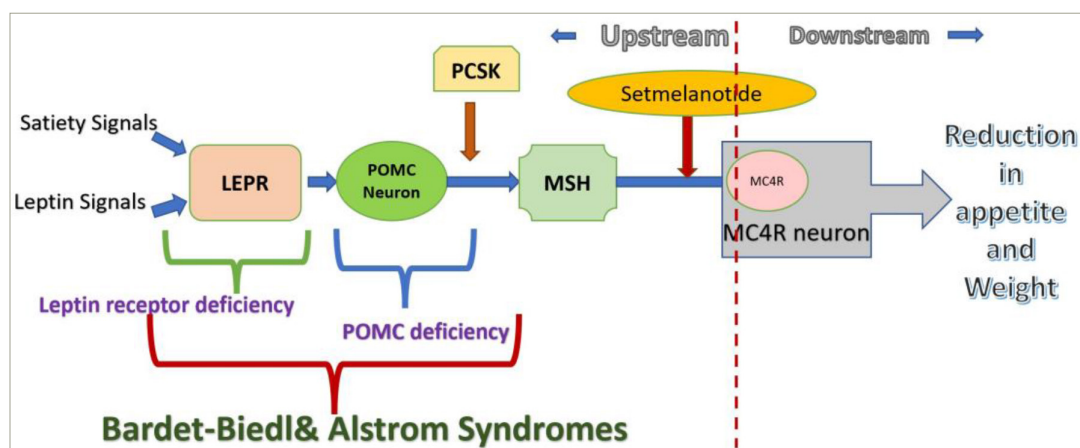 Upstream
Downstream
PCSK
Setmelanotide
Satiety Signals
Leptin Signals
LEPR
POMC
Neuron
MSH
MC4R
MC4R neuron
Reduction
in
appetite
and
Weight
Leptin receptor deficiency
POMC deficiency
Bardet-Biedl& Alstrom Syndromes